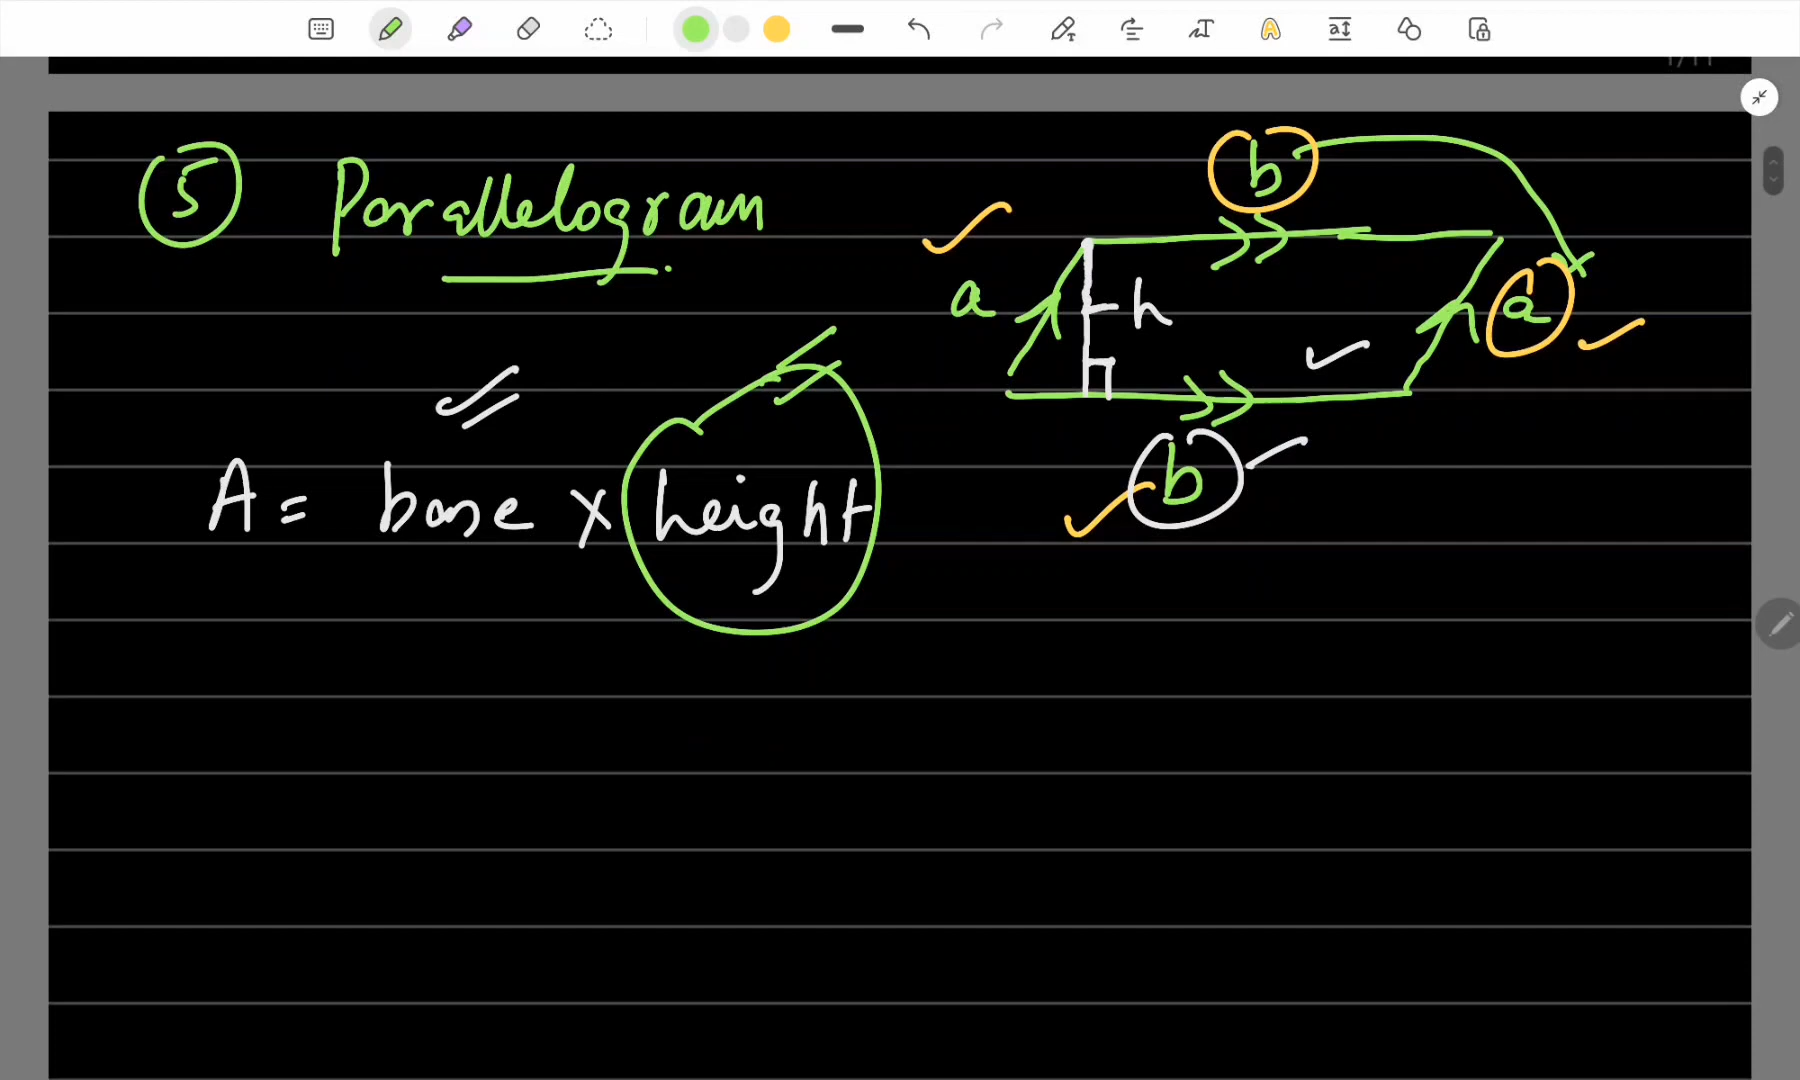 5 Parallelogram
b
a h a
b
A = base x height